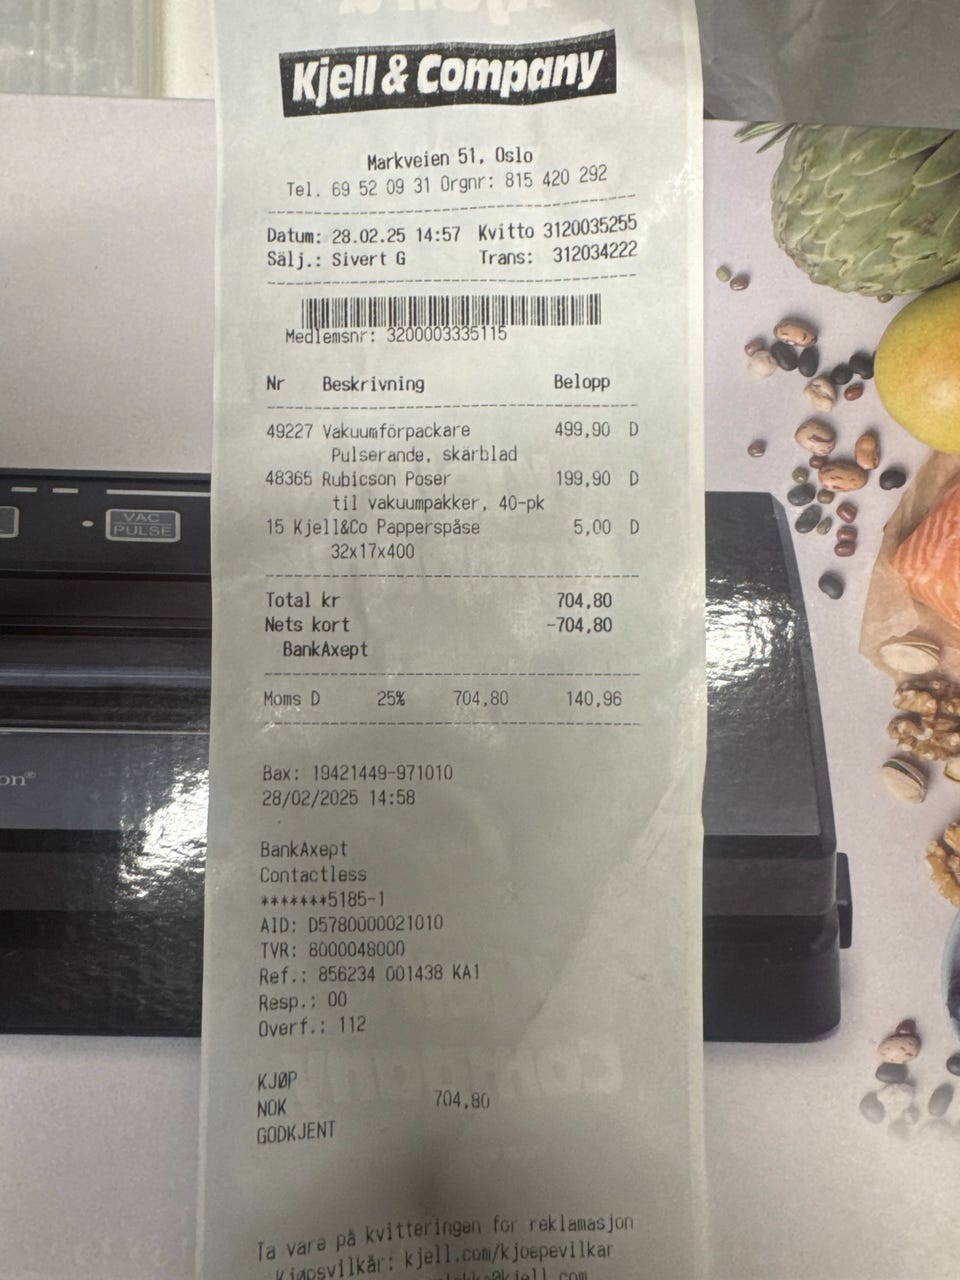 Kjell & Company
Markveien 51, Oslo
Tel. 69 52 09 31 Orgnr: 815 420 292
Datum: 28.02.25 14:57 Kvitto 3120035255
Sälj.: Sivert G Trans: 312034222
Medlemsnr: 3200003335115
Nr Beskrivning Belopp
49227 Vakuumförpackare 499,90 D
Pulserande, skärblad
48365 Rubicson Poser 199,90 D
til vakuumpakker, 40-pk
15 Kjell&Co Papperspåse 5,00 D
32x17x400
Total kr 704,80
Nets kort -704,80
BankAxept
Moms D 25% 704,80 140,96
Bax: 19421449-971010
28/02/2025 14:58
BankAxept
Contactless
*******5185-1
AID: D5780000021010
TVR: 8000048000
Ref.: 856234 001438 KA1
Resp.: 00
Overf.: 112
KJØP
NOK 704,80
GODKJENT
Ta vare på kvitteringen for reklamasjon
Kjøpsvilkår: kjell.com/kjoepevilkar
VAC
PULSE